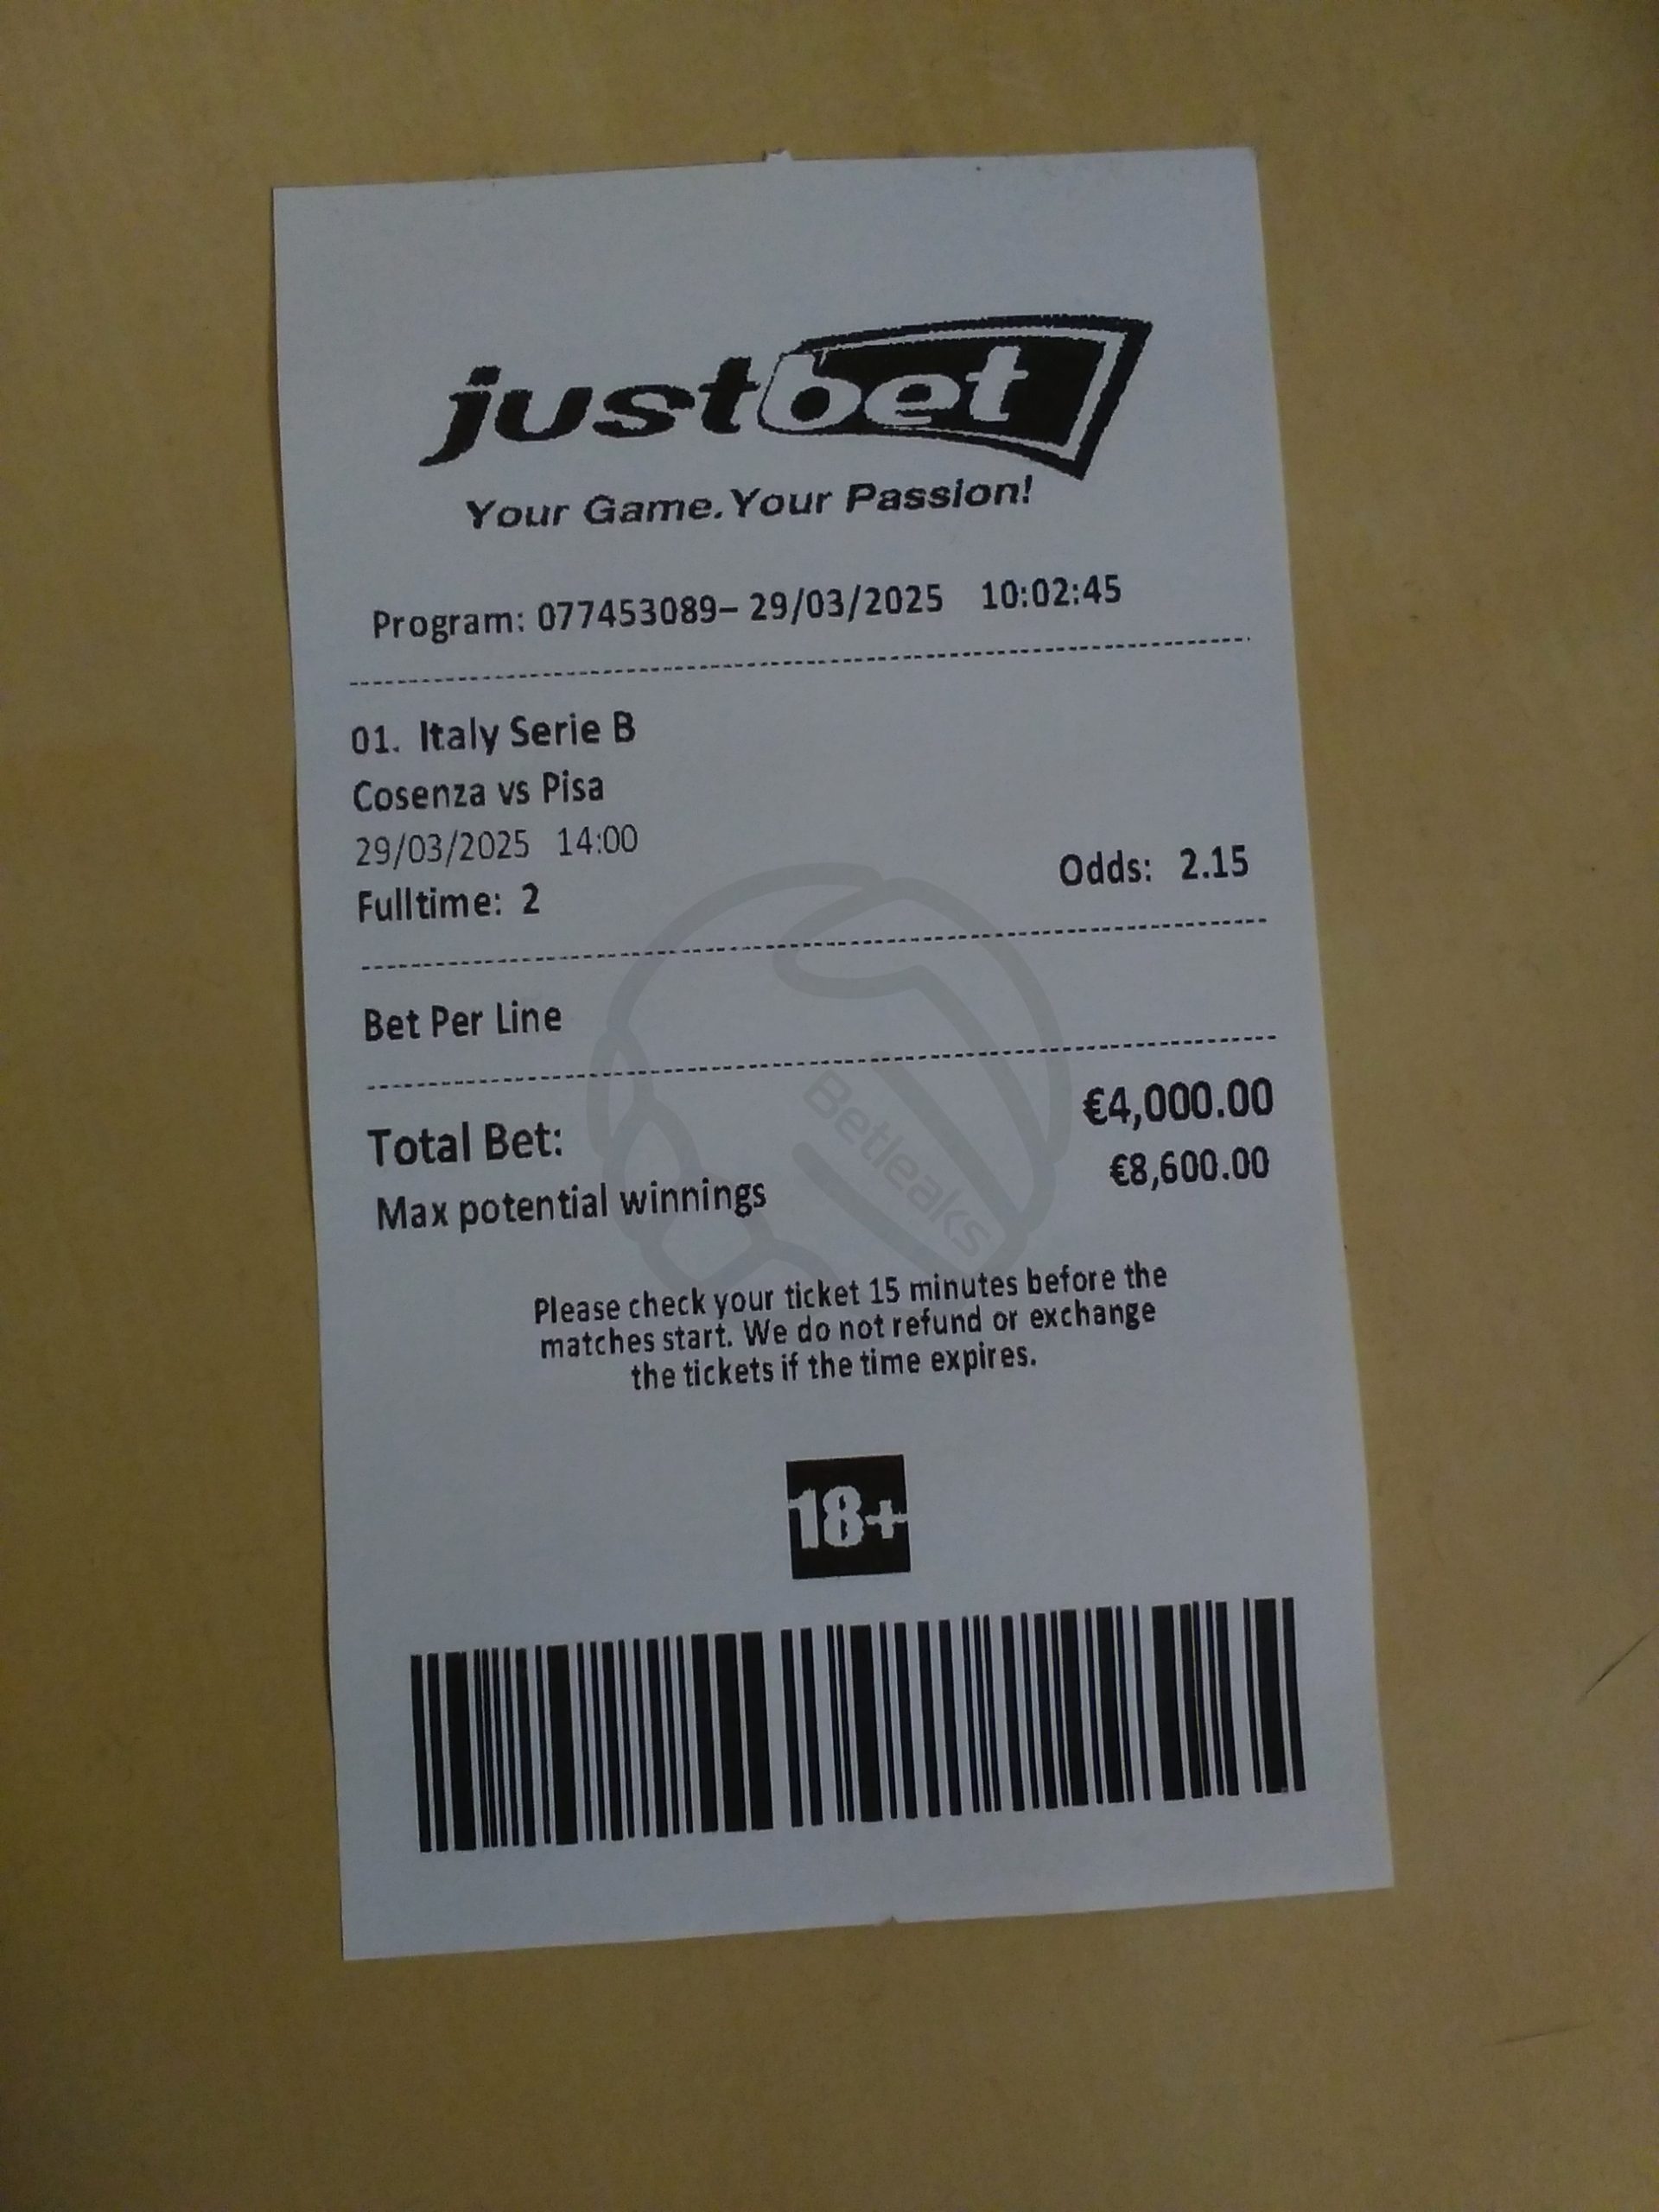 justbet
Your Game.Your Passion!
Program: 077453089– 29/03/2025 10:02:45
01. Italy Serie B
Cosenza vs Pisa
29/03/2025 14:00
Fulltime: 2 Odds: 2.15
Bet Per Line
Total Bet: €4,000.00
Max potential winnings €8,600.00
Betleaks
Please check your ticket 15 minutes before the
matches start. We do not refund or exchange
the tickets if the time expires.
18+